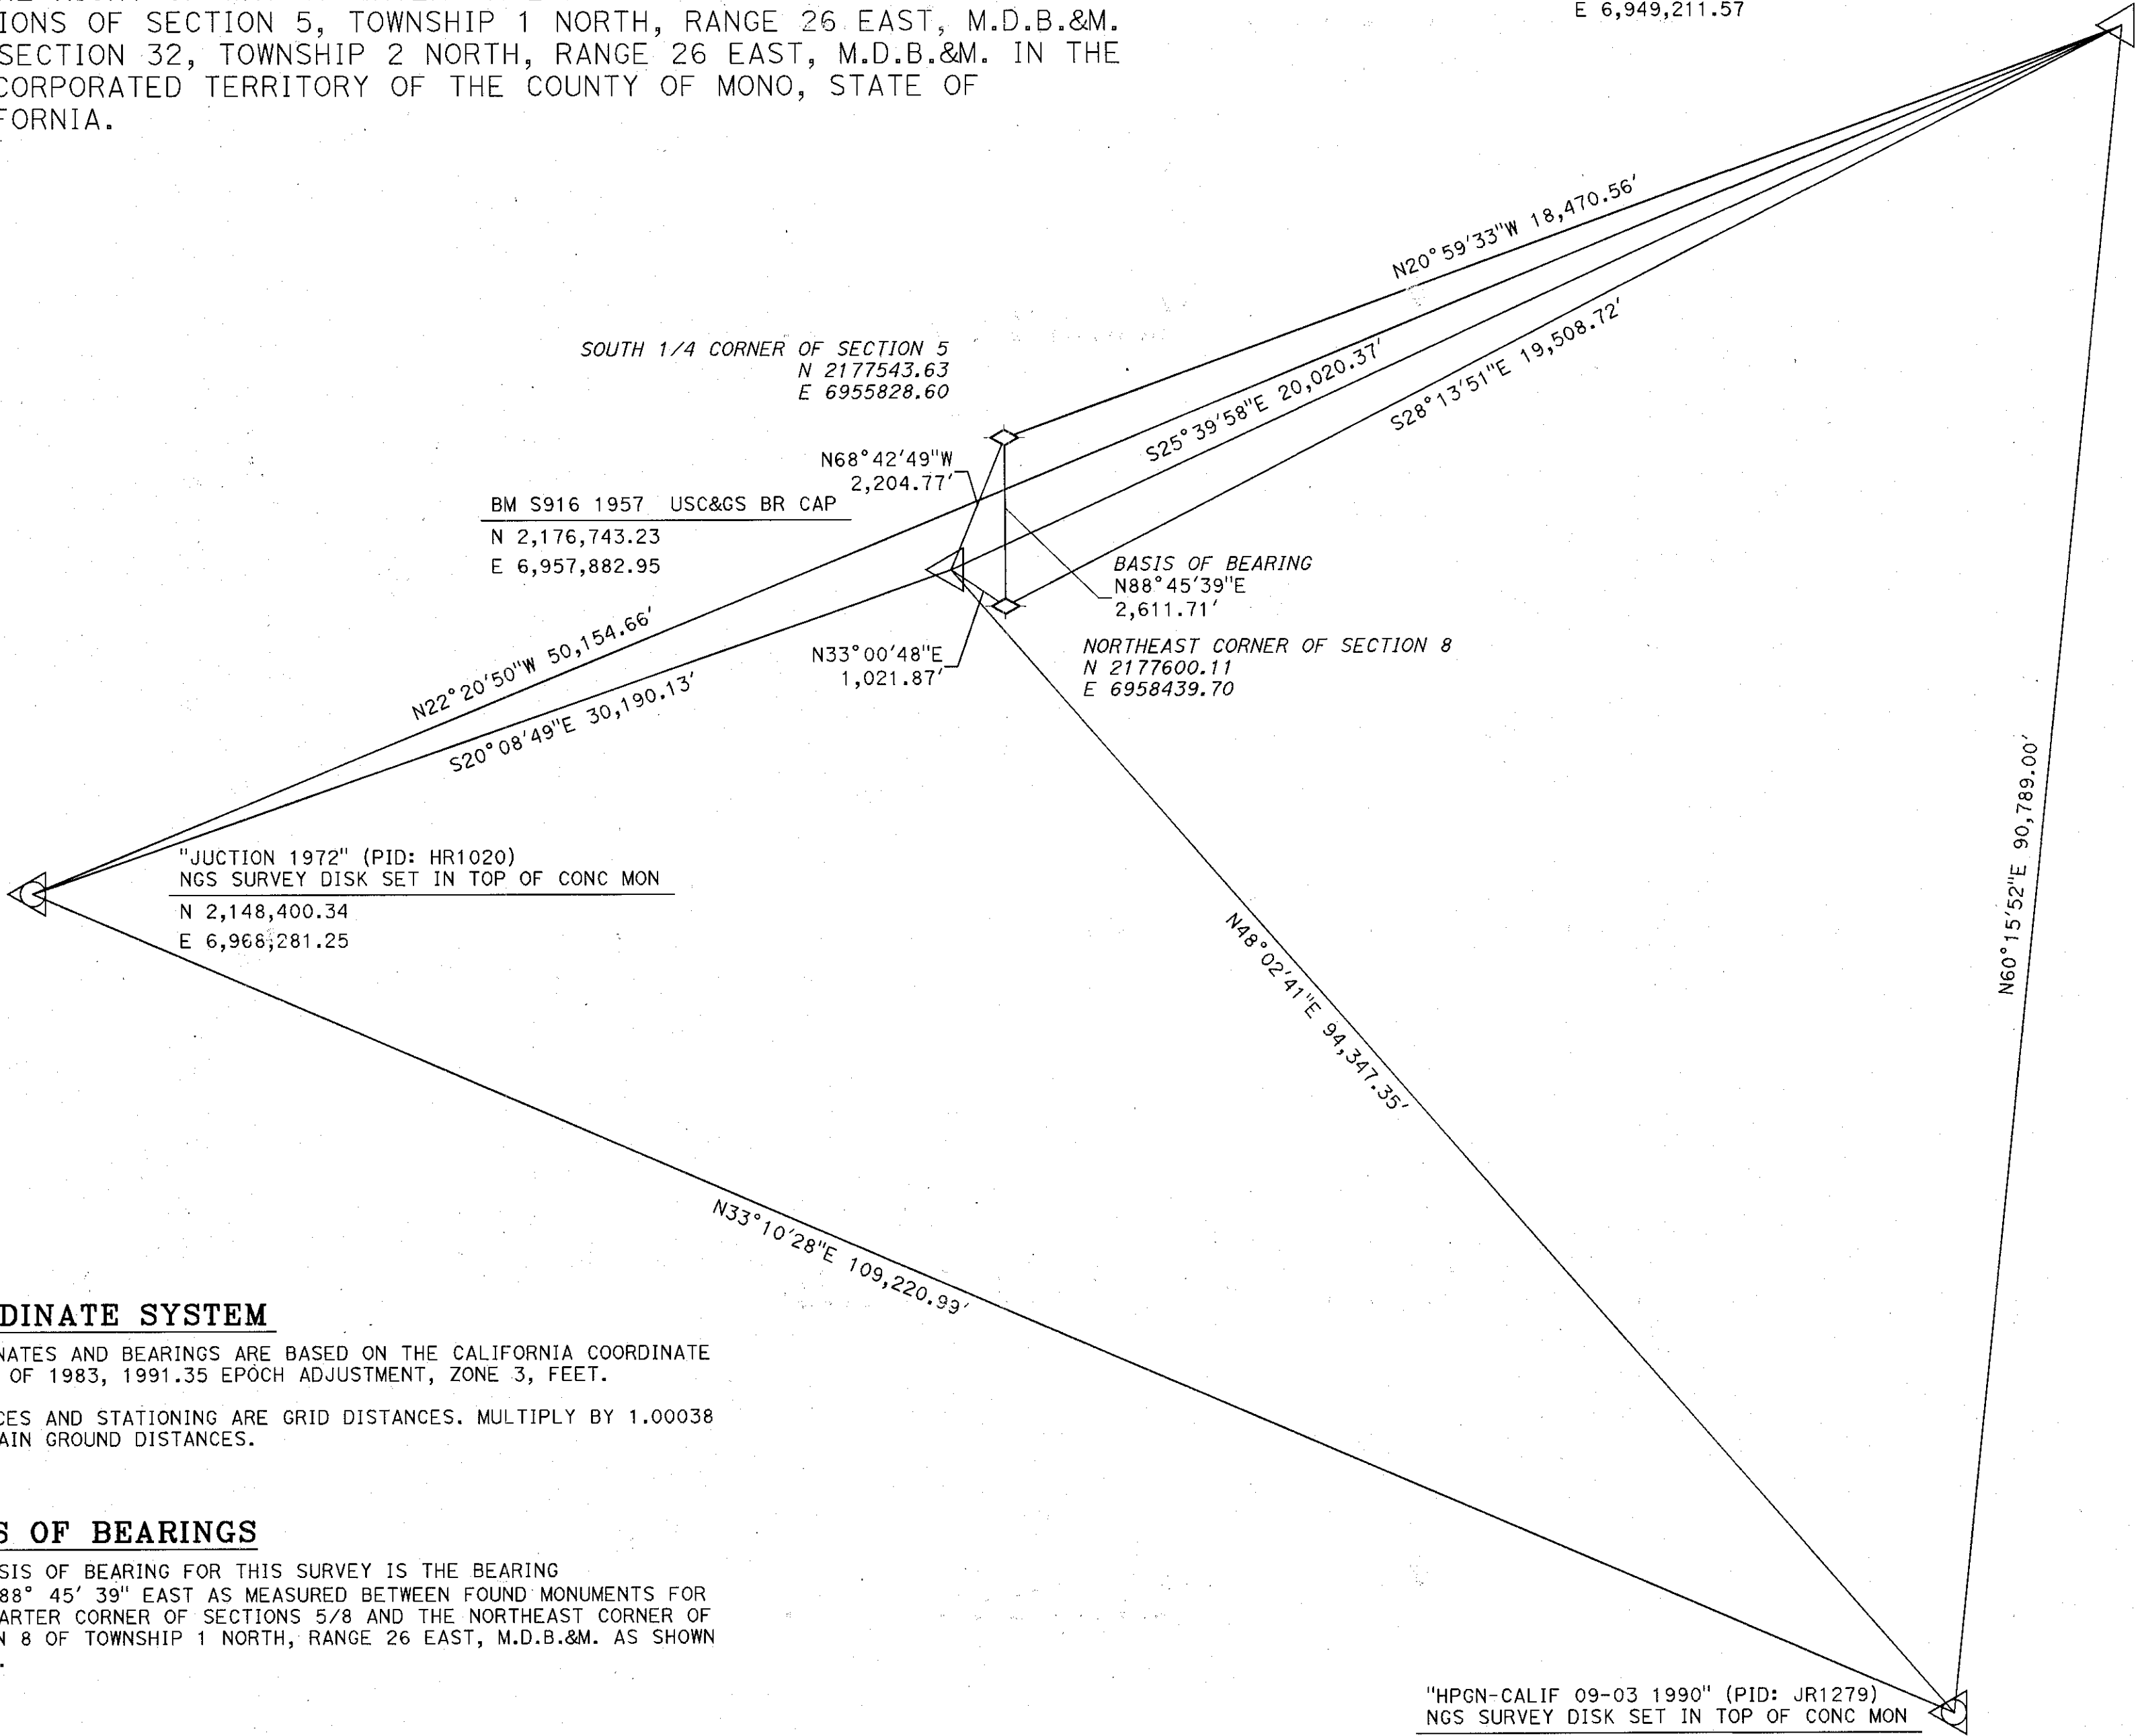 IONS OF SECTION 5, TOWNSHIP 1 NORTH, RANGE 26 EAST, M.D.B.&M.
SECTION 32, TOWNSHIP 2 NORTH, RANGE 26 EAST, M.D.B.&M. IN THE
CORPORATED TERRITORY OF THE COUNTY OF MONO, STATE OF
FORNIA.
E 6,949,211.57
N20°59'33"W 18,470.56'
S25°39'58"E 20,020.37'
S28°13'51"E 19,508.72'
SOUTH 1/4 CORNER OF SECTION 5
N 2177543.63
E 6955828.60
N68°42'49"W
2,204.77'
BM S916 1957 USC&GS BR CAP
N 2,176,743.23
E 6,957,882.95
BASIS OF BEARING
N88°45'39"E
2,611.71'
NORTHEAST CORNER OF SECTION 8
N 2177600.11
E 6958439.70
N33°00'48"E
1,021.87'
N22°20'50"W 50,154.66'
S20°08'49"E 30,190.13'
"JUCTION 1972" (PID: HR1020)
NGS SURVEY DISK SET IN TOP OF CONC MON
N 2,148,400.34
E 6,968,281.25
N60°15'52"E 90,789.00'
N48°02'41"E 94,347.35'
N33°10'28"E 109,220.99'
DINATE SYSTEM
NATES AND BEARINGS ARE BASED ON THE CALIFORNIA COORDINATE
OF 1983, 1991.35 EPOCH ADJUSTMENT, ZONE 3, FEET.
CES AND STATIONING ARE GRID DISTANCES. MULTIPLY BY 1.00038
AIN GROUND DISTANCES.
S OF BEARINGS
SIS OF BEARING FOR THIS SURVEY IS THE BEARING
88° 45' 39" EAST AS MEASURED BETWEEN FOUND MONUMENTS FOR
ARTER CORNER OF SECTIONS 5/8 AND THE NORTHEAST CORNER OF
N 8 OF TOWNSHIP 1 NORTH, RANGE 26 EAST, M.D.B.&M. AS SHOWN
.
"HPGN-CALIF 09-03 1990" (PID: JR1279)
NGS SURVEY DISK SET IN TOP OF CONC MON